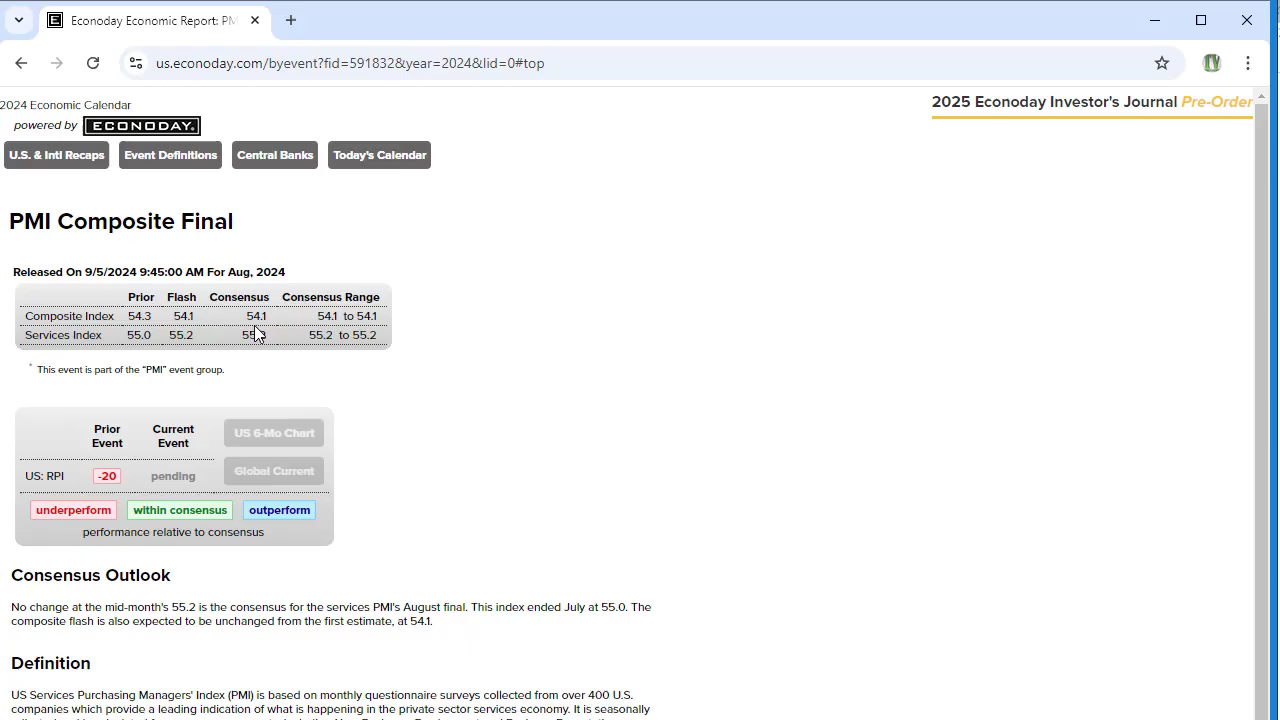 Econoday Economic Report: PM
us.econoday.com/byevent?fid=591832&year=2024&lid=0#top
2024 Economic Calendar
2025 Econoday Investor's Journal Pre-Order
powered by ECONODAY
U.S. & Intl Recaps Event Definitions Central Banks Today's Calendar
PMI Composite Final
Released On 9/5/2024 9:45:00 AM For Aug, 2024
Prior Flash Consensus Consensus Range
Composite Index 54.3 54.1 54.1 54.1 to 54.1
Services Index 55.0 55.2 55.2 to 55.2
* This event is part of the “PMI” event group.
Prior Event Current Event US 6-Mo Chart
Global Current
US: RPI -20 pending
underperform within consensus outperform
performance relative to consensus
Consensus Outlook
No change at the mid-month's 55.2 is the consensus for the services PMI's August final. This index ended July at 55.0. The
composite flash is also expected to be unchanged from the first estimate, at 54.1.
Definition
US Services Purchasing Managers' Index (PMI) is based on monthly questionnaire surveys collected from over 400 U.S.
companies which provide a leading indication of what is happening in the private sector services economy. It is seasonally